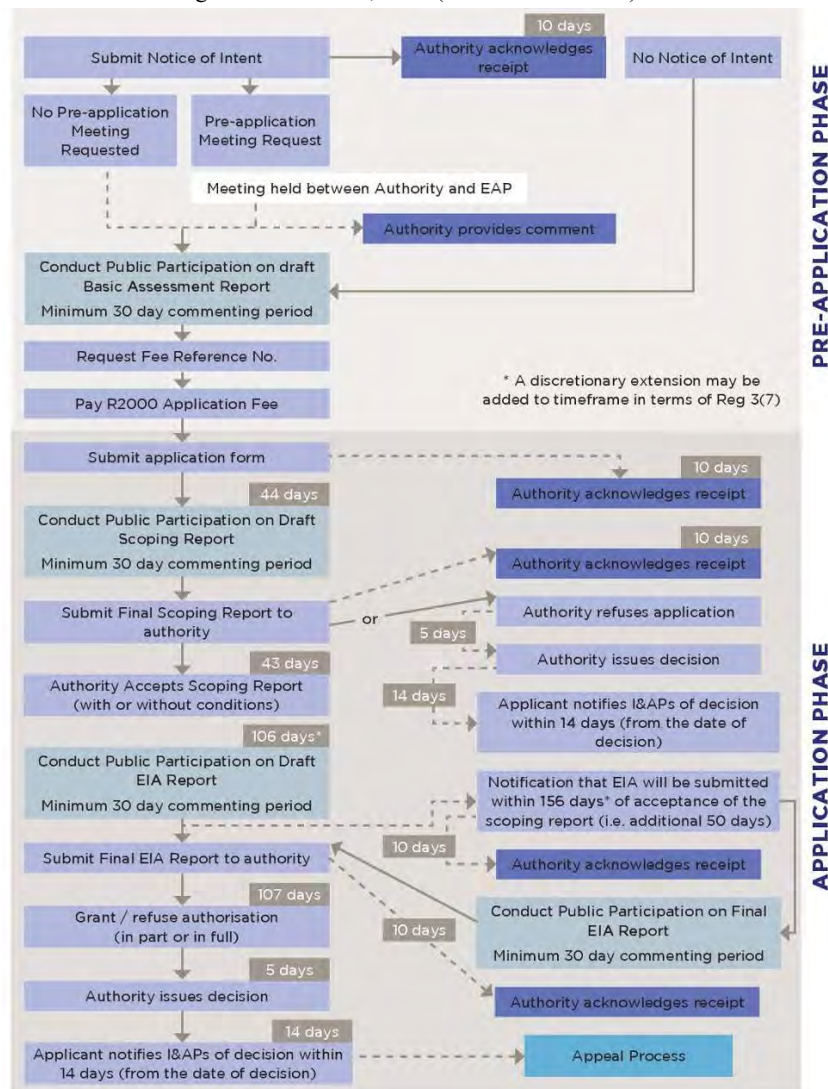 10 days
Submit Notice of Intent
Authority acknowledges
receipt
No Notice of Intent
No Pre-application
Meeting
Requested
Pre-application
Meeting Request
Meeting held between Authority and EAP
Authority provides comment
Conduct Public Participation on draft
Basic Assessment Report
Minimum 30 day commenting period
Request Fee Reference No.
Pay R2000 Application Fee
* A discretionary extension may be
added to timeframe in terms of Reg 3(7)
PRE-APPLICATION PHASE
Submit application form
10 days
Authority acknowledges receipt
44 days
Conduct Public Participation on Draft
Scoping Report
Minimum 30 day commenting period
10 days
Authority acknowledges receipt
Submit Final Scoping Report to
authority
or
Authority refuses application
5 days
Authority issues decision
43 days
Authority Accepts Scoping Report
(with or without conditions)
14 days
Applicant notifies I&APs of decision
within 14 days (from the date of
decision)
106 days*
Conduct Public Participation on Draft
EIA Report
Minimum 30 day commenting period
Notification that EIA will be submitted
within 156 days* of acceptance of the
scoping report (i.e. additional 50 days)
10 days
Authority acknowledges receipt
Submit Final EIA Report to authority
107 days
Grant / refuse authorisation
(in part or in full)
10 days
Conduct Public Participation on Final
EIA Report
Minimum 30 day commenting period
5 days
Authority issues decision
Authority acknowledges receipt
14 days
Applicant notifies I&APs of decision within
14 days (from the date of decision)
Appeal Process
APPLICATION PHASE